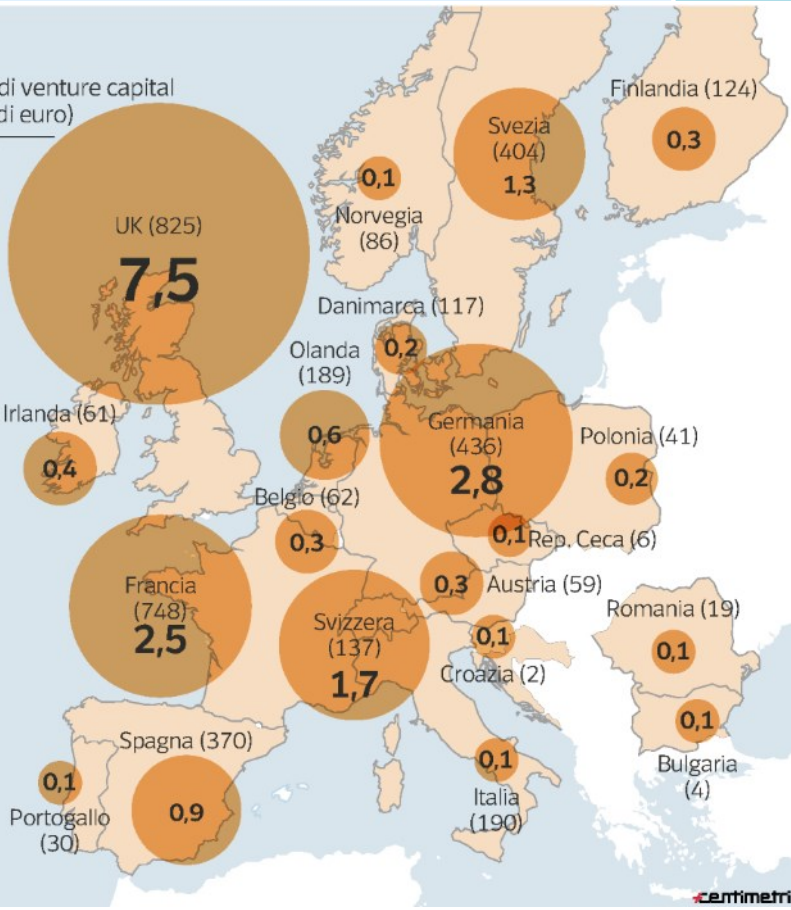 di venture capital
di euro)
Finlandia (124)
0,3
Svezia
(404)
1,3
0,1
Norvegia
(86)
UK (825)
7,5
Danimarca (117)
0,2
Olanda
(189)
0,6
Germania
(436)
2,8
Polonia (41)
0,2
Irlanda (61)
0,4
Belgio (62)
0,3
0,1
Rep. Ceca (6)
Francia
(748)
2,5
0,3
Austria (59)
Svizzera
(137)
1,7
0,1
Croazia (2)
Romania (19)
0,1
0,1
Bulgaria
(4)
Spagna (370)
0,9
0,1
Portogallo
(30)
0,1
Italia
(190)
centimetri